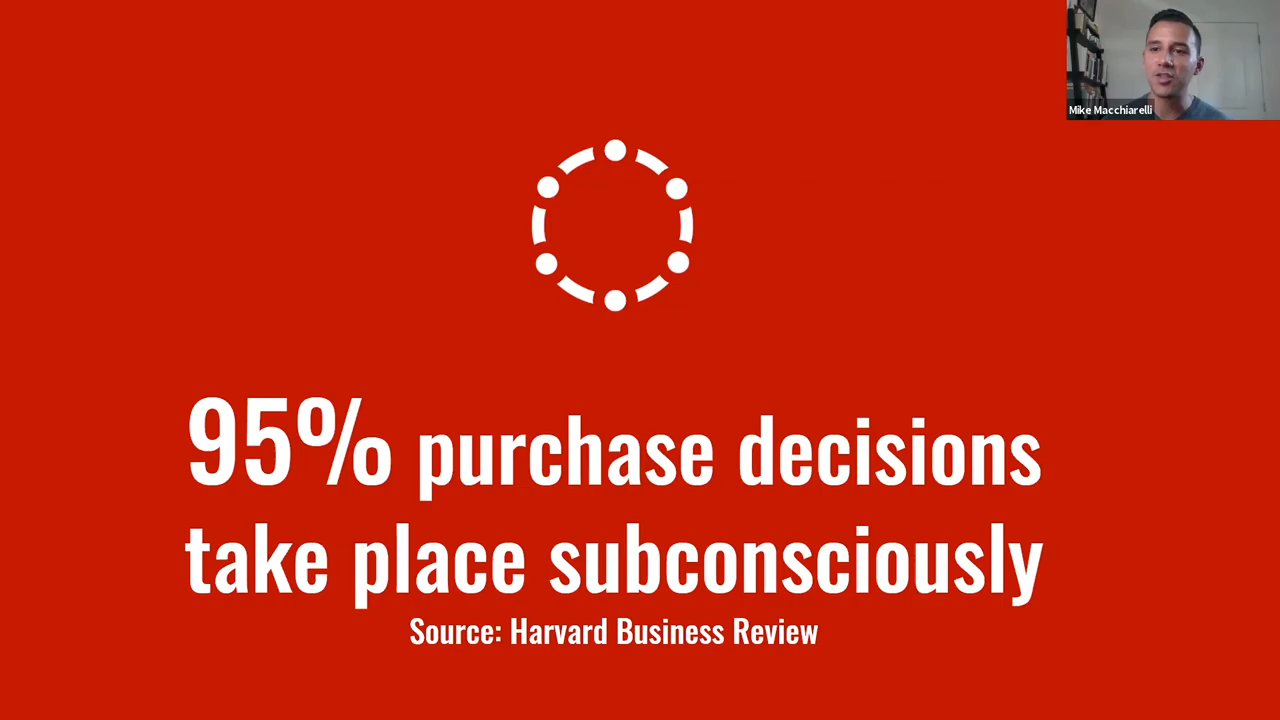 Mike Macchiarelli
95% purchase decisions
take place subconsciously
Source: Harvard Business Review